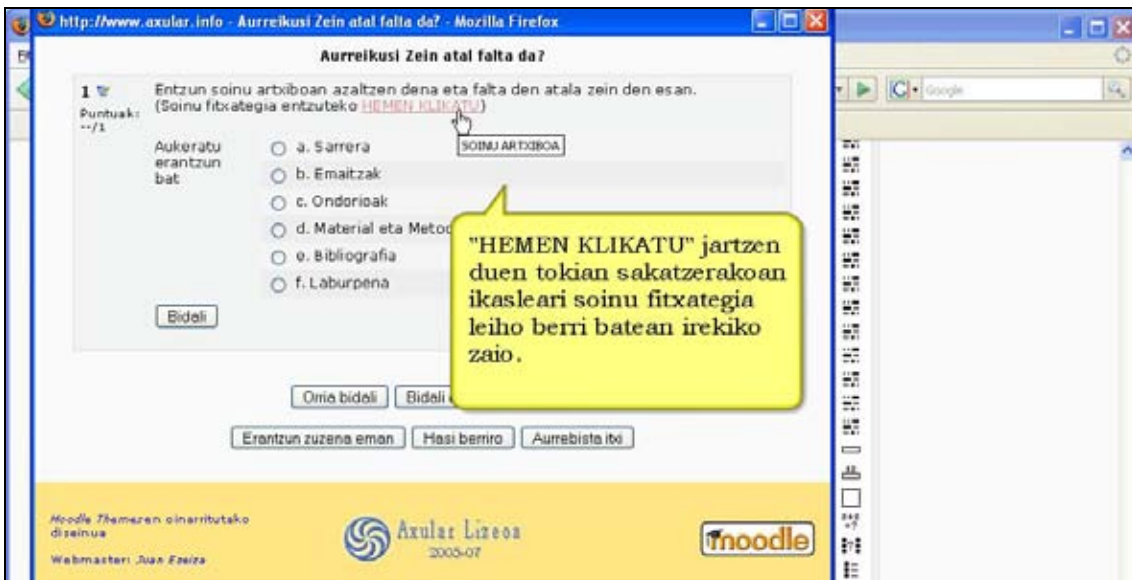 http://www.axular.info - Aurreikusi Zein atal falta da? - Mozilla Firefox
Aurreikusi Zein atal falta da?
1
Puntuak:
--/1
Entzun soinu artxiboan azaltzen dena eta falta den atala zein den esan.
(Soinu fitxategia entzuteko HEMEN KLIKATU)
SOINU ARTXIBOA
Aukeratu
erantzun
bat
a. Sarrera
b. Emaitzak
c. Ondorioak
d. Material eta Metod
e. Bibliografia
f. Laburpena
Bidali
"HEMEN KLIKATU" jartzen
duen tokian sakatzerakoan
ikasleari soinu fitxategia
leiho berri batean irekiko
zaio.
Orria bidali
Bidali
Erantzun zuzena eman
Hasi berriro
Aurrebista itxi
Moodle Themeren oinarritutako
diseinua
Webmaster: Juan Ezeiza
Axular Lizeoa
2005-07
moodle
Google